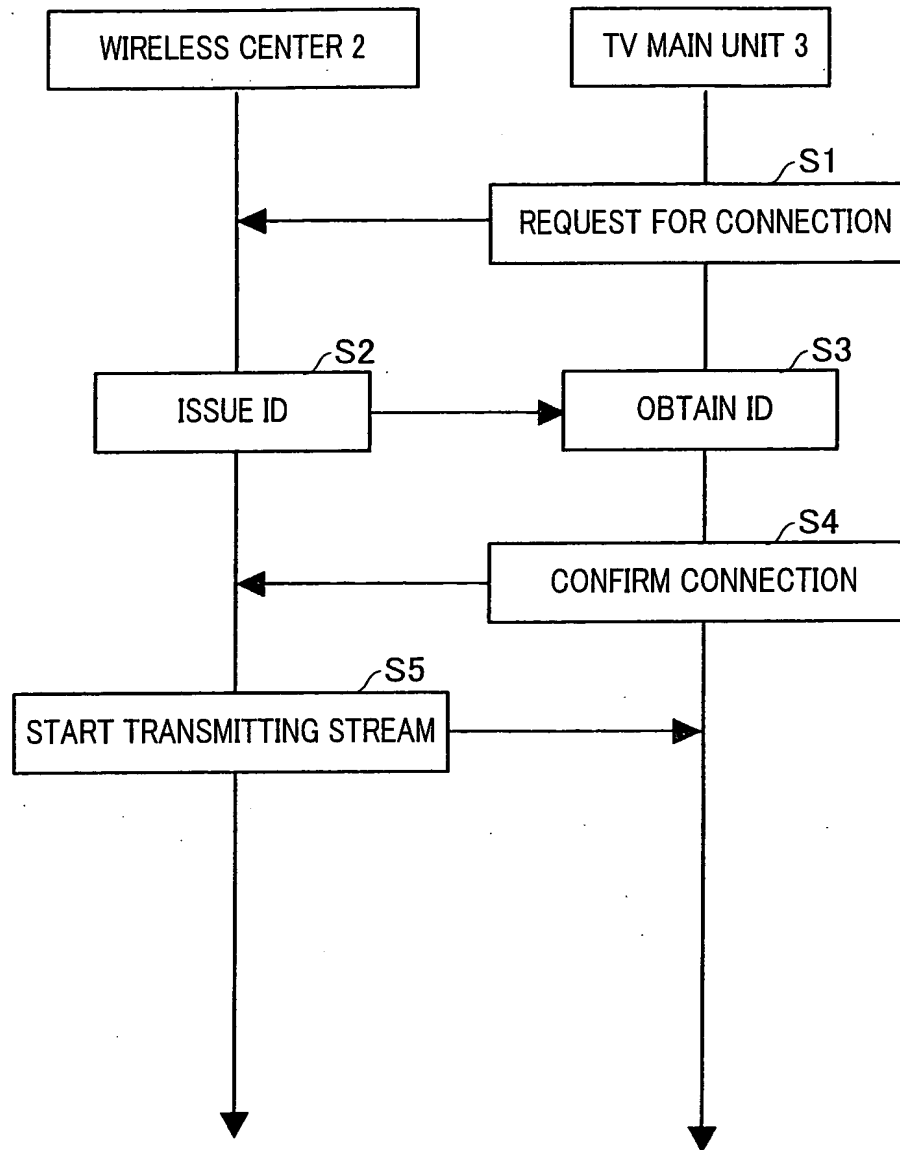 WIRELESS CENTER 2
TV MAIN UNIT 3
S1
REQUEST FOR CONNECTION
S2
ISSUE ID
S3
OBTAIN ID
S4
CONFIRM CONNECTION
S5
START TRANSMITTING STREAM